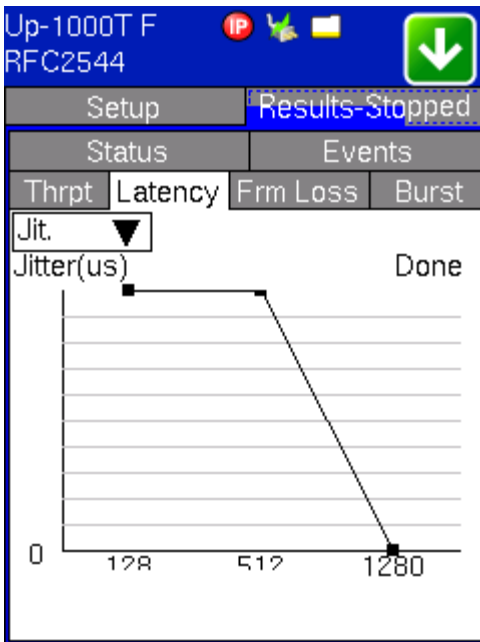 Up-1000T F IP
RFC2544
Setup Results-Stopped
Status Events
Thrpt Latency Frm Loss Burst
Jit.
Jitter(us) Done
0
128 512 1280